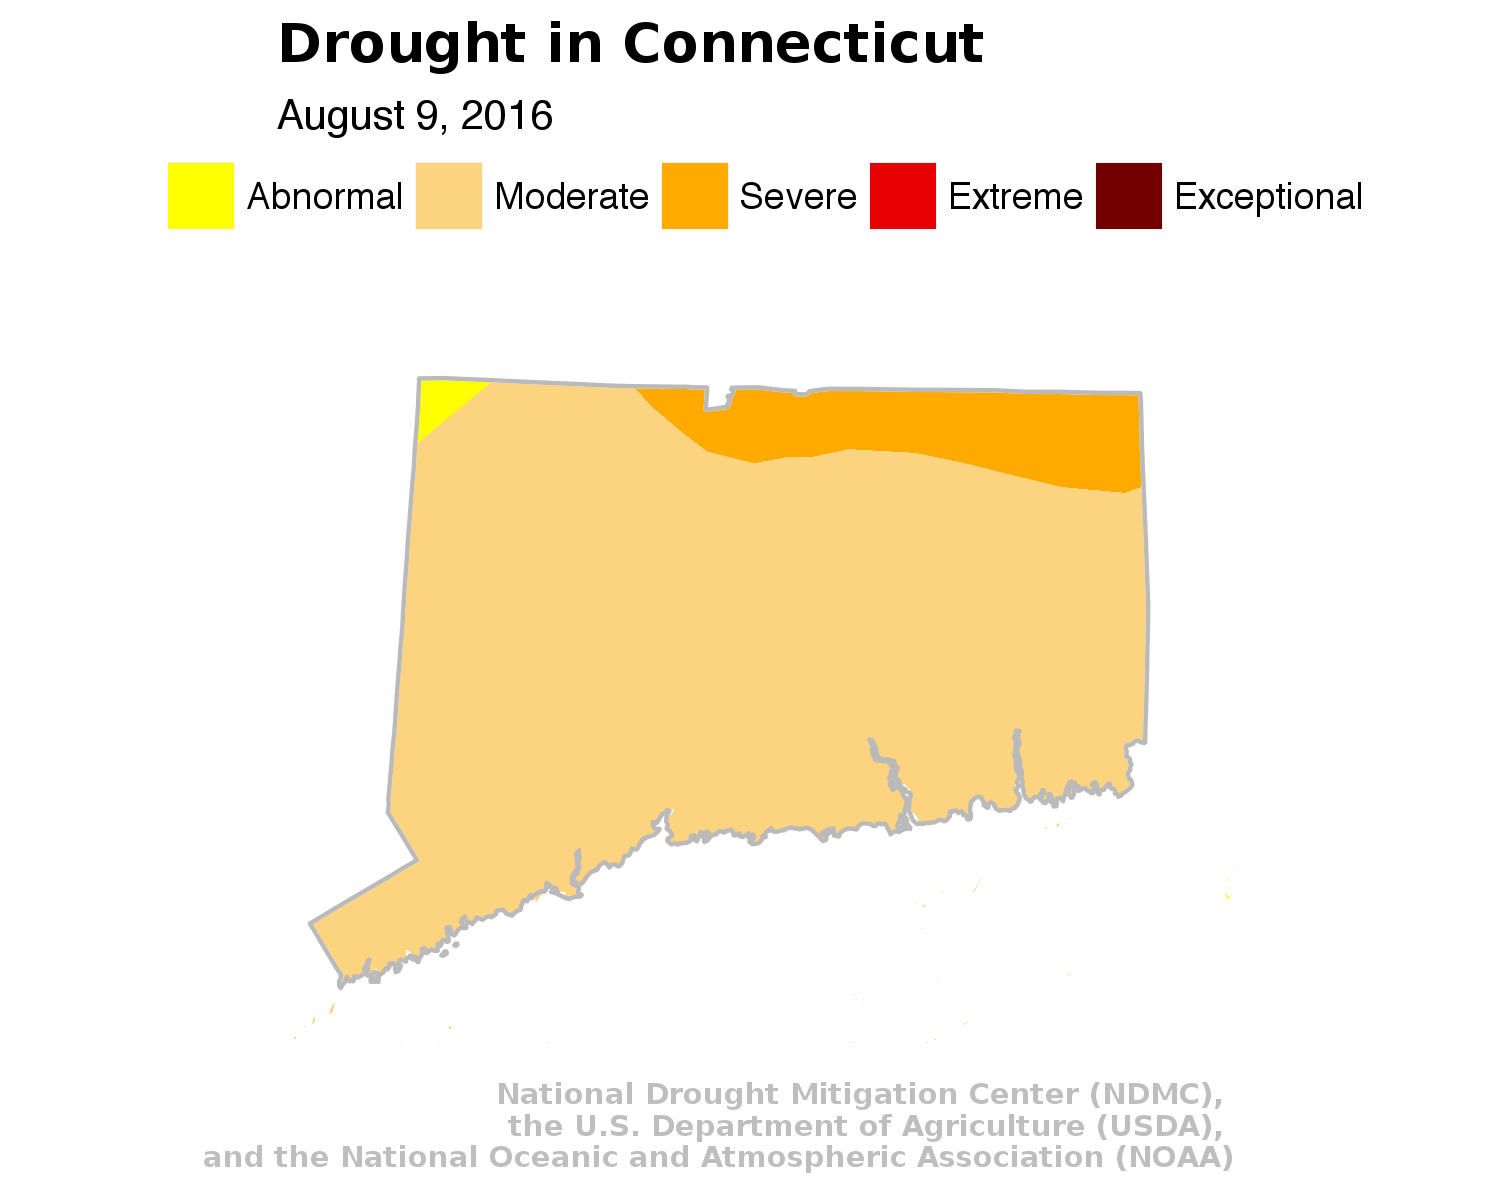 Drought in Connecticut
August 9, 2016
Abnormal Moderate Severe Extreme Exceptional
National Drought Mitigation Center (NDMC),
the U.S. Department of Agriculture (USDA),
and the National Oceanic and Atmospheric Association (NOAA)